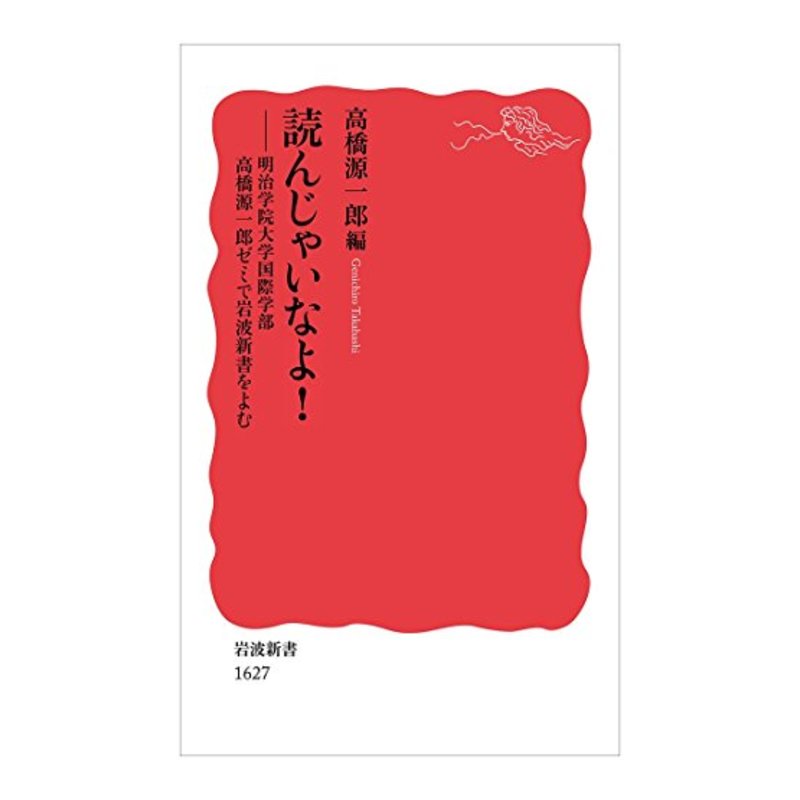 高橋源一郎編
Genichiro Takahashi
読んじゃいなよ！
——明治学院大学国際学部
高橋源一郎ゼミで岩波新書をよむ
岩波新書
1627